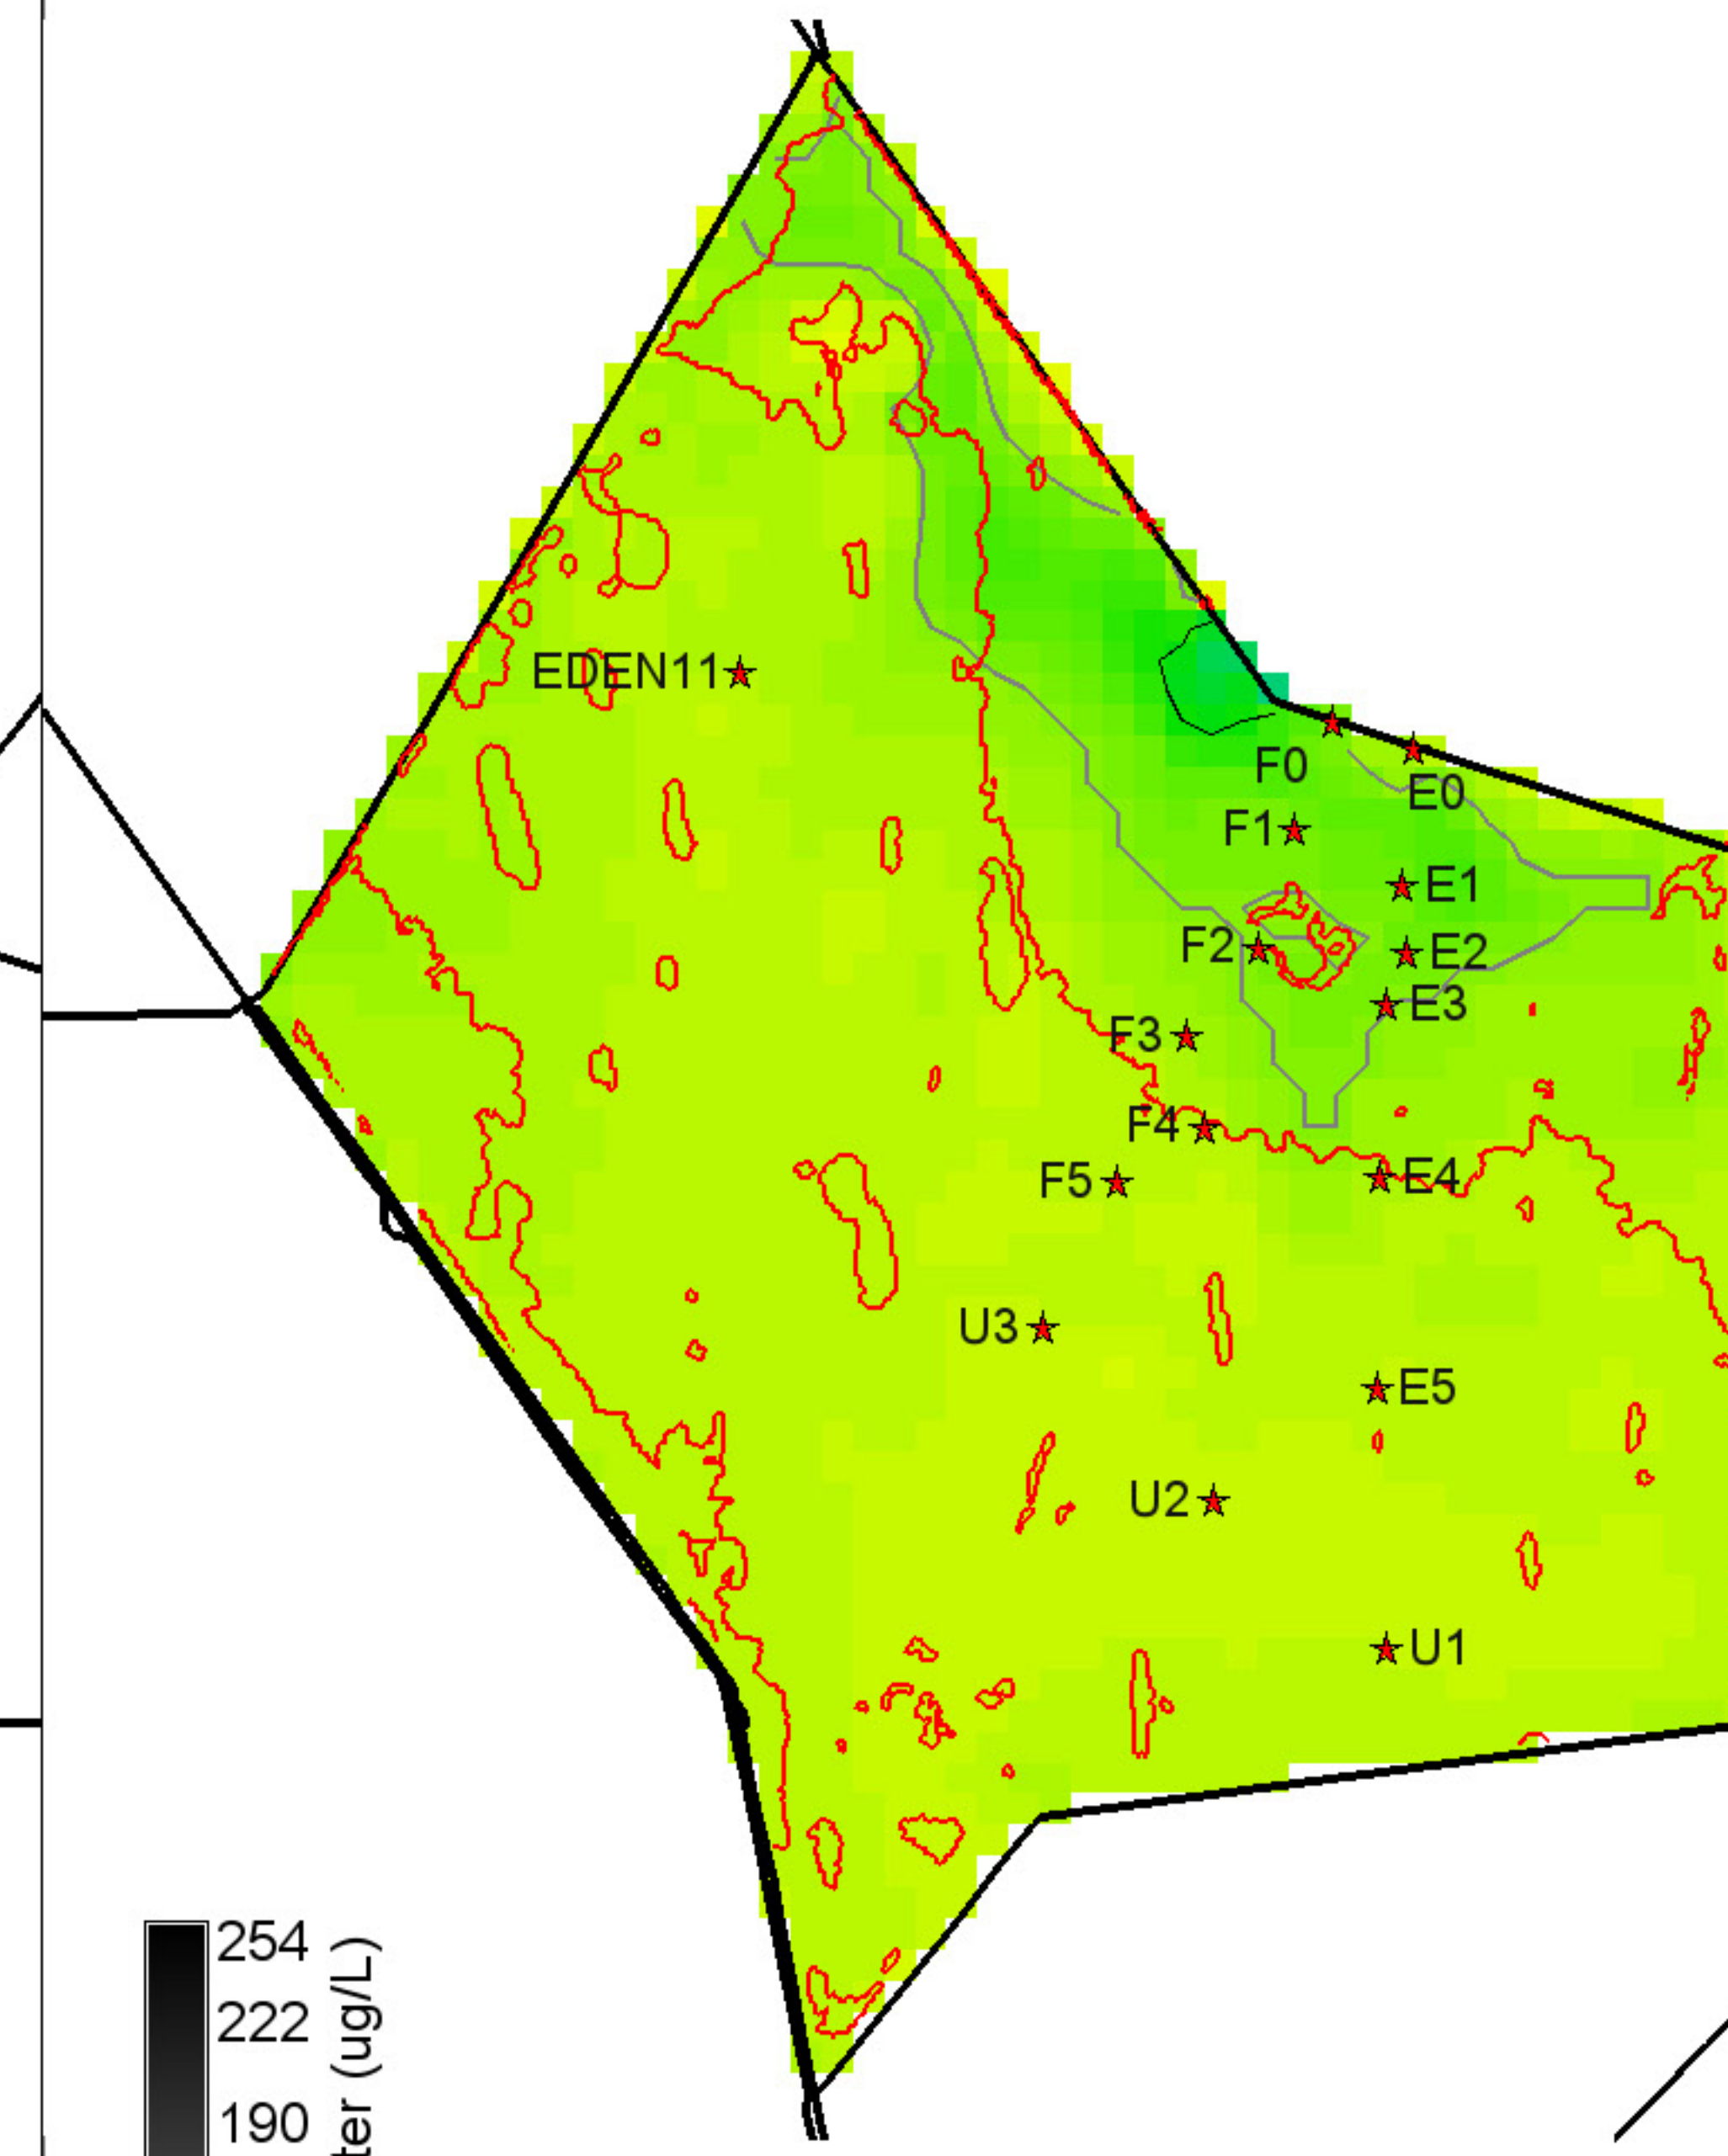 EDEN11
F0
E0
F1
E1
F2
E2
E3
F3
F4
E4
F5
U3
E5
U2
U1
254
222
190
ter (ug/L)